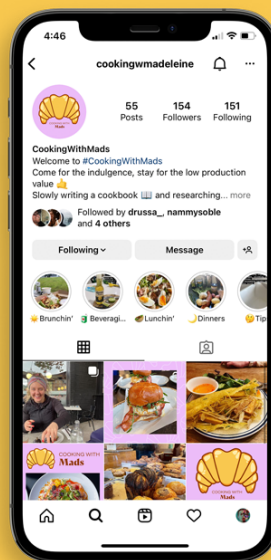 4:46
cookingwmadeleine
55 154 151
Posts Followers Following
CookingWithMads
Welcome to #CookingWithMads
Come for the indulgence, stay for the low production
value 🤙
Slowly writing a cookbook 📖 and researching... more
Followed by drussa_, nammysoble
and 4 others
Following Message
🌞Brunchin' 🧃Beveragi... 🥙Lunchin' 🌙Dinners Tip
COOKING WITH
Mads
COOKING WITH
Mads